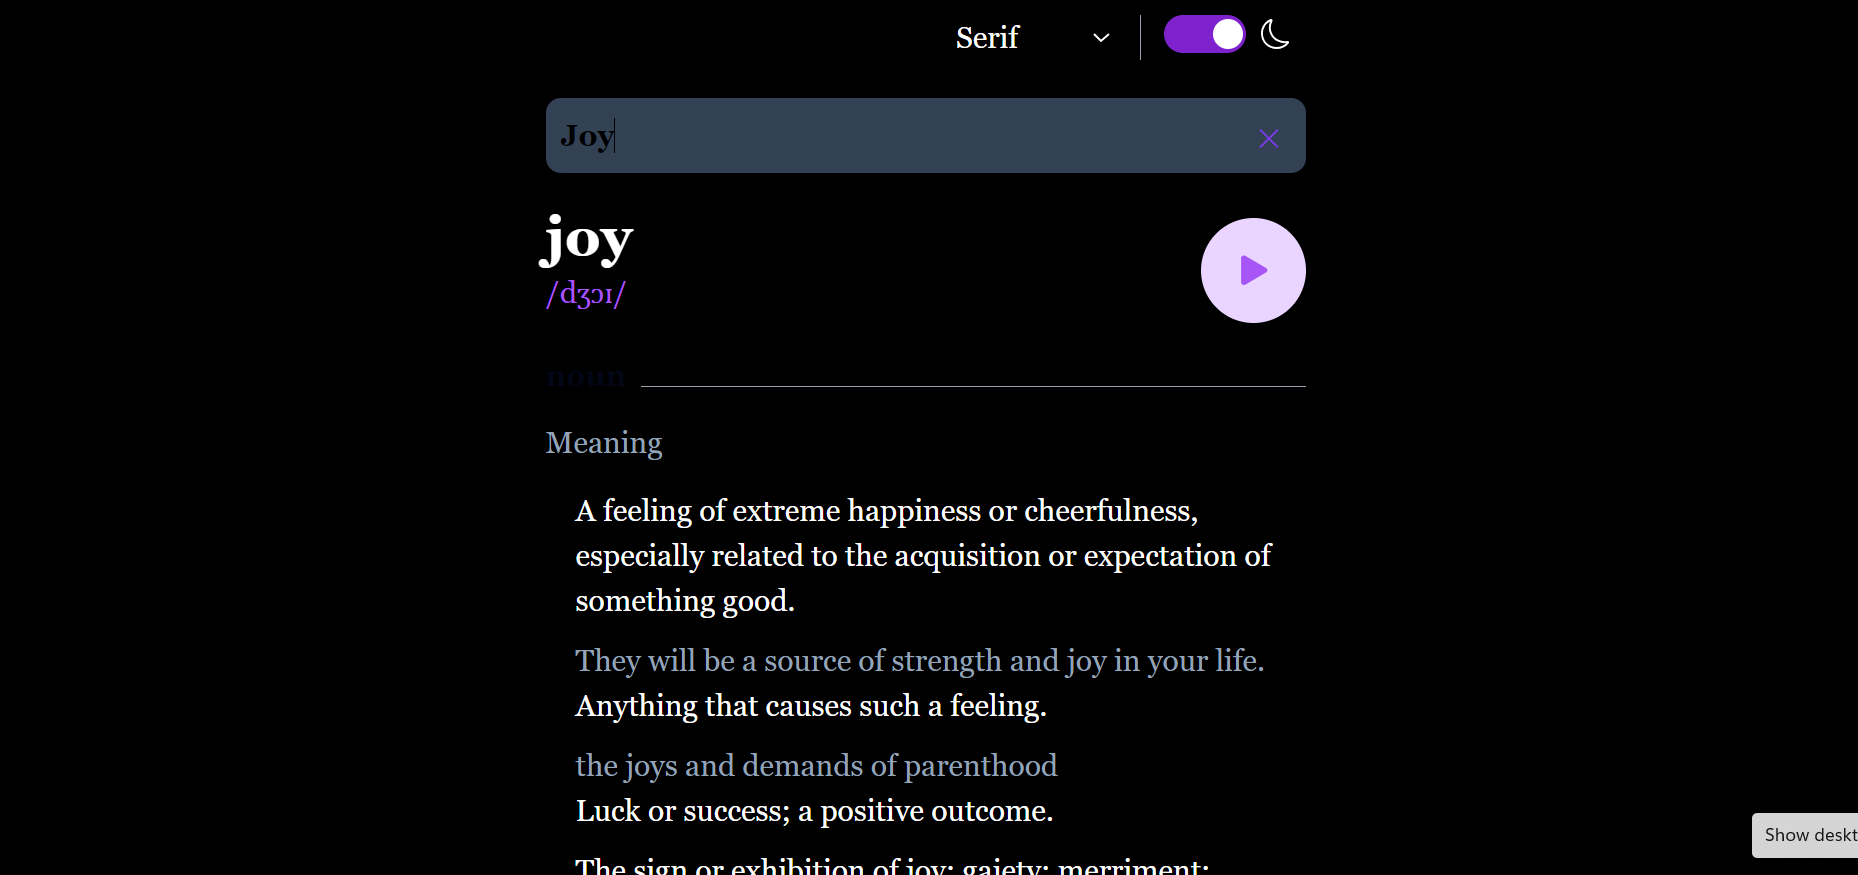 Serif
Joy
joy
/dʒɔɪ/
noun
Meaning
A feeling of extreme happiness or cheerfulness,
especially related to the acquisition or expectation of
something good.
They will be a source of strength and joy in your life.
Anything that causes such a feeling.
the joys and demands of parenthood
Luck or success; a positive outcome.
The sign or exhibition of joy; gaiety; merriment;
Show deskt